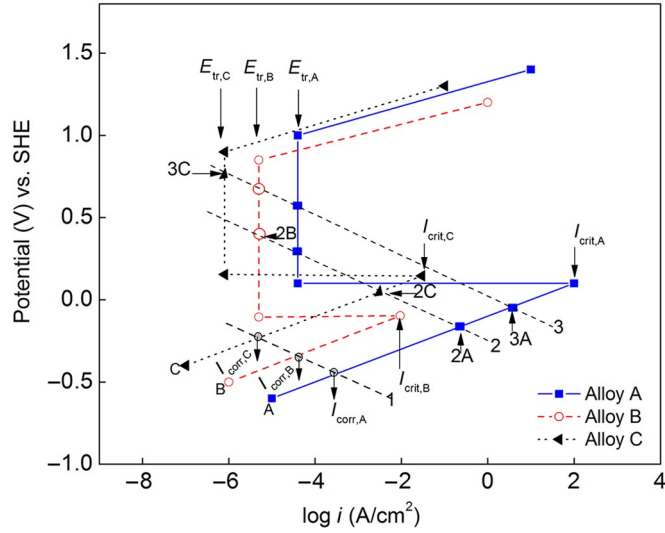 1.5
1.0
0.5
0.0
−0.5
−1.0
Potential (V) vs. SHE
−8
−6
−4
−2
0
2
4
log i (A/cm²)
E_tr,C
E_tr,B
E_tr,A
3C
2B
I_crit,C
I_crit,A
2C
2
3
2A
3A
C
B
A
I_corr,C
I_corr,B
I_corr,A
I_crit,B
1
Alloy A
Alloy B
Alloy C